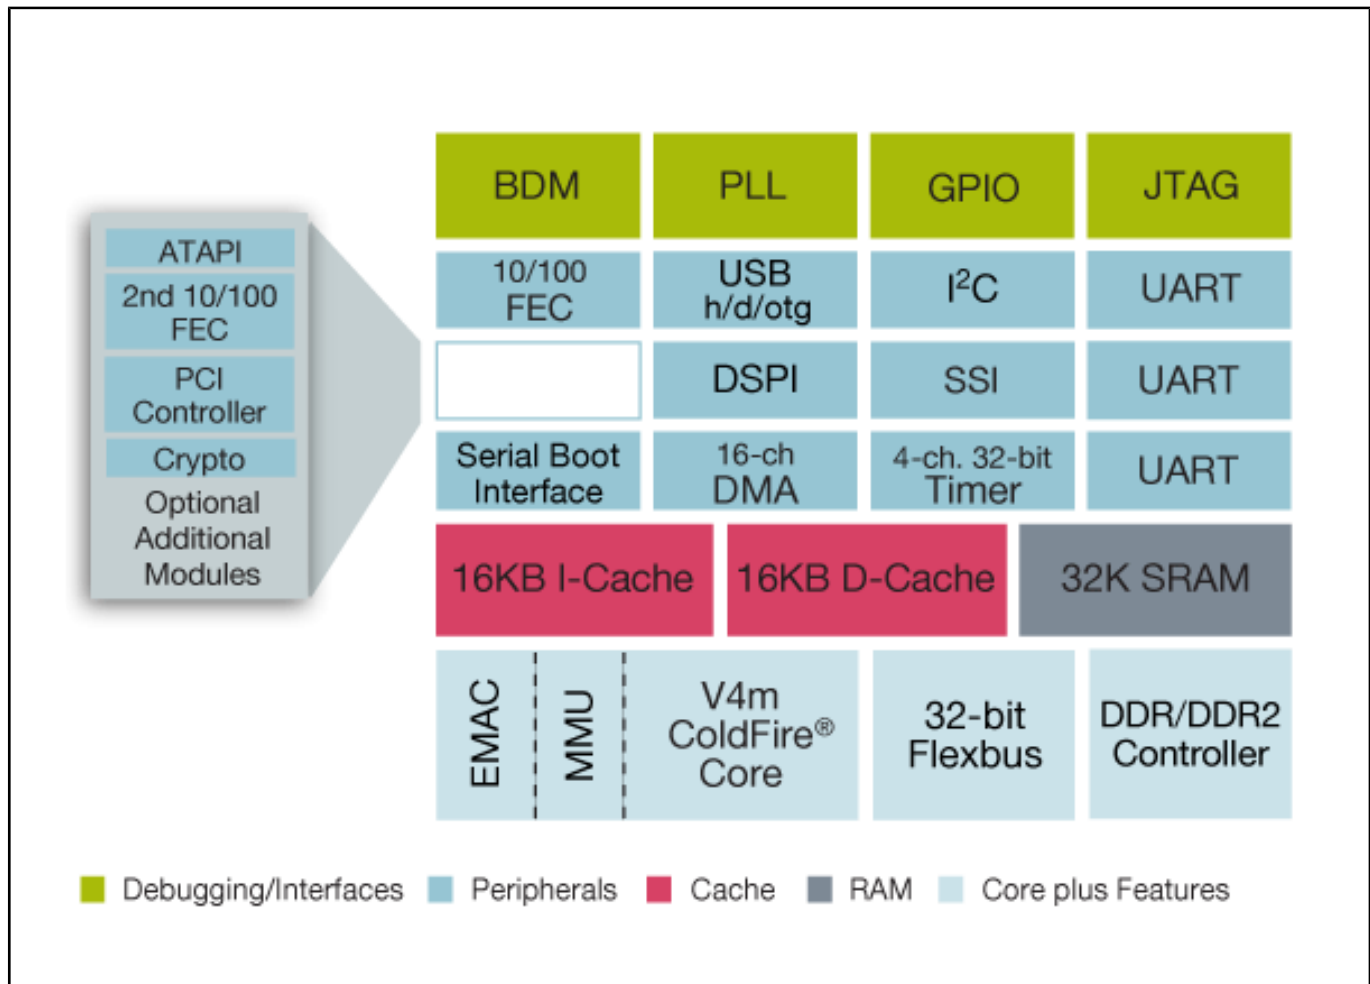 BDM
PLL
GPIO
JTAG
ATAPI
2nd 10/100
FEC
PCI
Controller
Crypto
Optional
Additional
Modules
10/100
FEC
USB
h/d/otg
I²C
UART
DSPI
SSI
UART
Serial Boot
Interface
16-ch
DMA
4-ch. 32-bit
Timer
UART
16KB I-Cache
16KB D-Cache
32K SRAM
EMAC
MMU
V4m
ColdFire®
Core
32-bit
Flexbus
DDR/DDR2
Controller
Debugging/Interfaces
Peripherals
Cache
RAM
Core plus Features